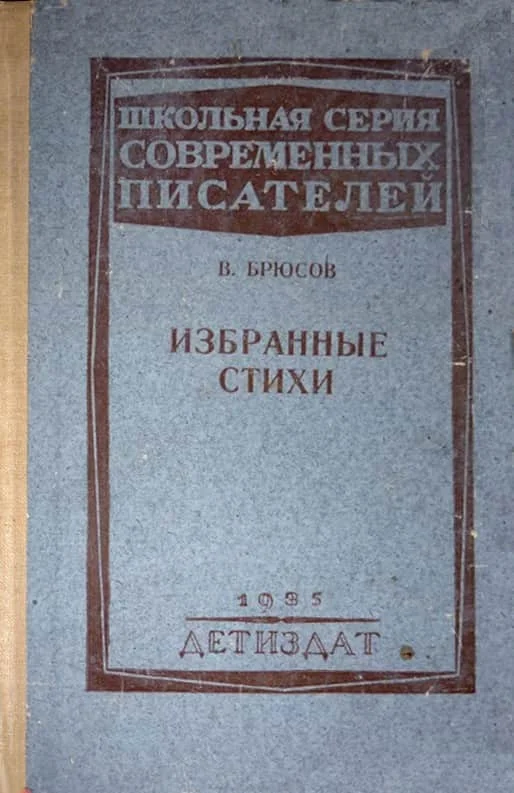 ШКОЛЬНАЯ СЕРИЯ
СОВРЕМЕННЫХ
ПИСАТЕЛЕЙ
В. БРЮСОВ
ИЗБРАННЫЕ
СТИХИ
1935
ДЕТИЗДАТ